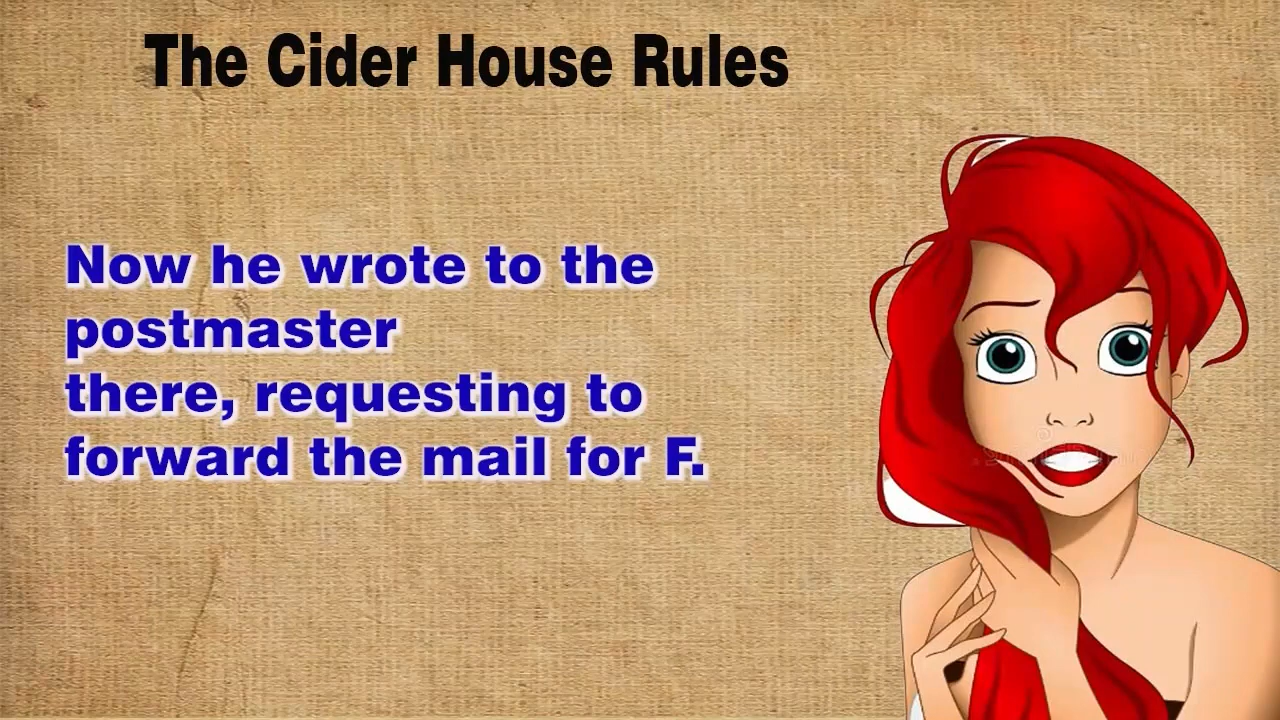 The Cider House Rules
Now he wrote to the
postmaster
there, requesting to
forward the mail for F.